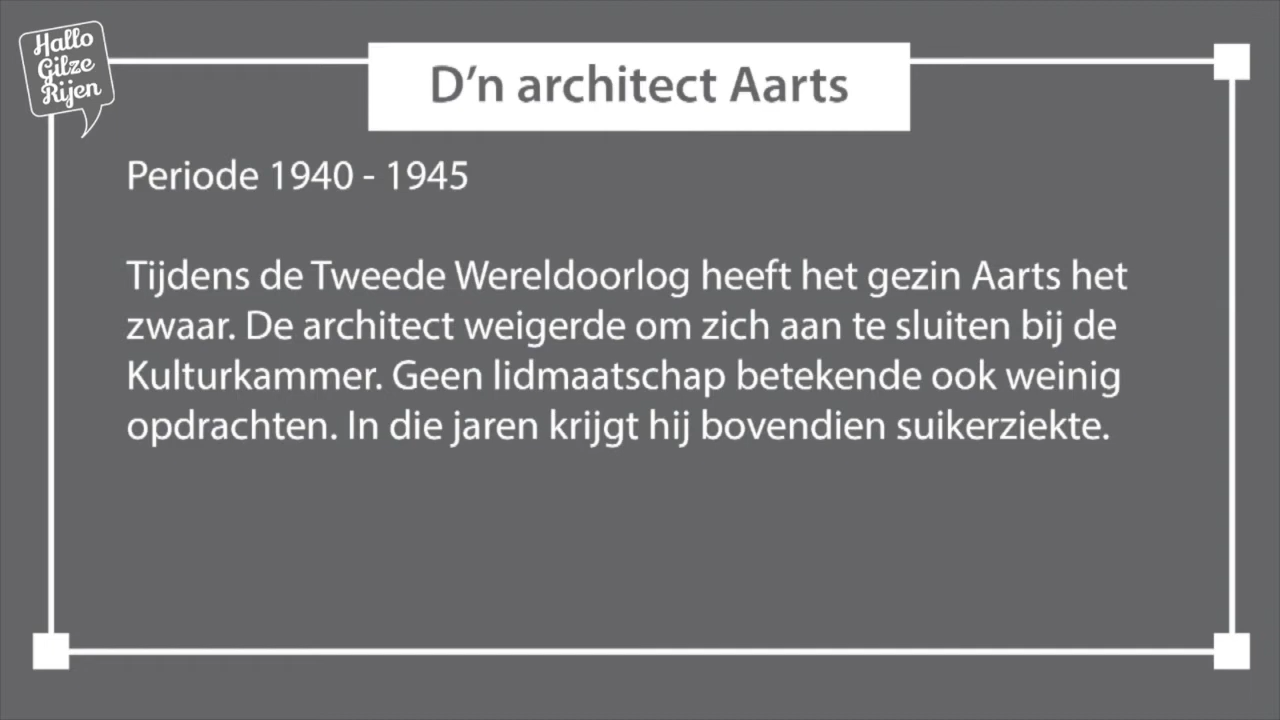 Hallo
Gilze
Rijen
D’n architect Aarts
Periode 1940 - 1945
Tijdens de Tweede Wereldoorlog heeft het gezin Aarts het
zwaar. De architect weigerde om zich aan te sluiten bij de
Kulturkammer. Geen lidmaatschap betekende ook weinig
opdrachten. In die jaren krijgt hij bovendien suikerziekte.